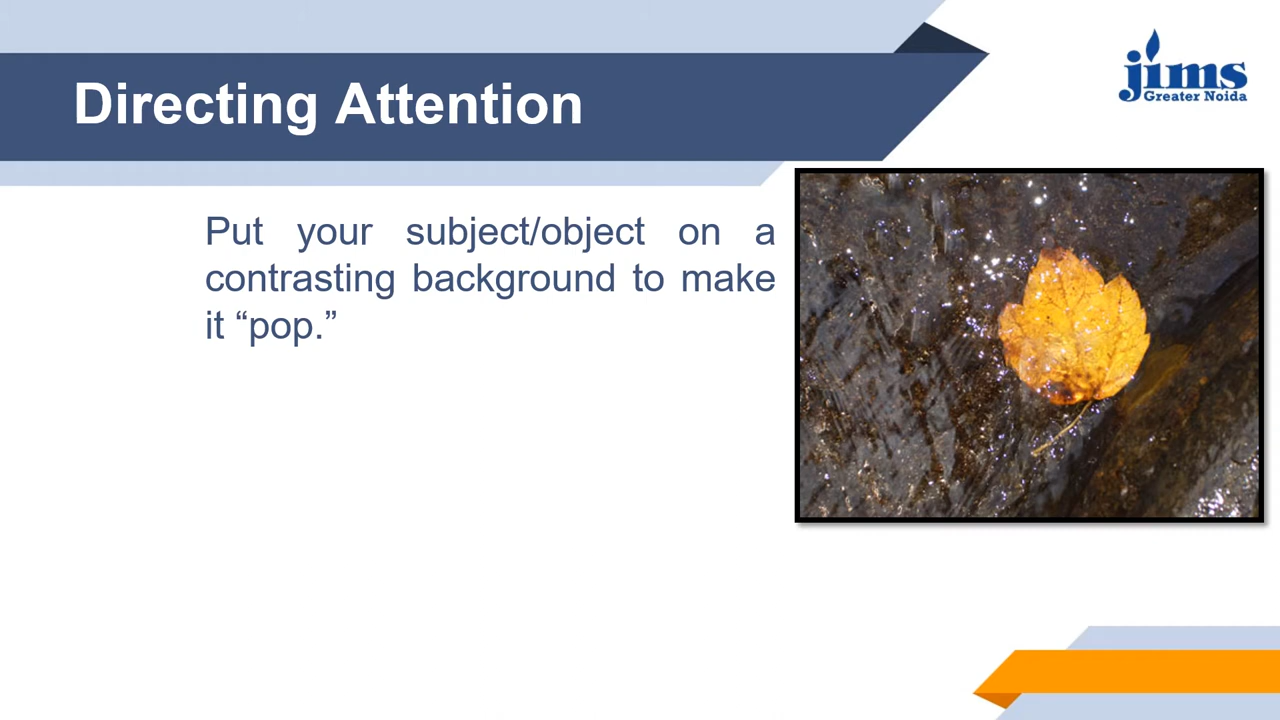 Directing Attention
jims
Greater Noida
Put your subject/object on a
contrasting background to make
it “pop.”